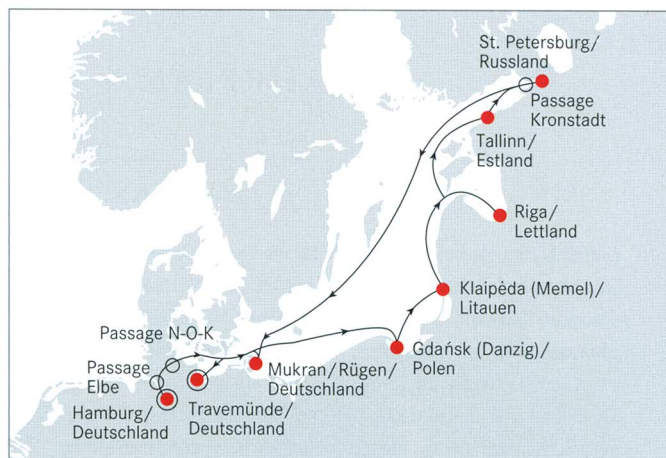 St. Petersburg/
Russland
Passage
Kronstadt
Tallinn/
Estland
Riga/
Lettland
Klaipėda (Memel)/
Litauen
Passage N-O-K
Gdańsk (Danzig)/
Polen
Passage
Elbe
Mukran/Rügen/
Deutschland
Hamburg/
Deutschland
Travemünde/
Deutschland